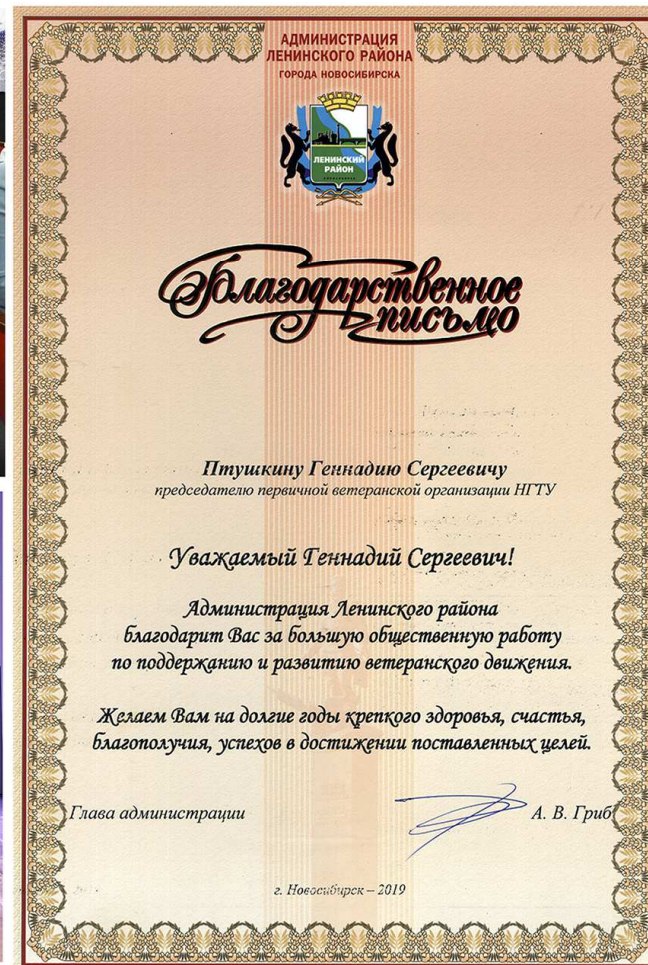 АДМИНИСТРАЦИЯ
ЛЕНИНСКОГО РАЙОНА
ГОРОДА НОВОСИБИРСКА
ЛЕНИНСКИЙ
РАЙОН
Благодарственное
письмо
Птушкину Геннадию Сергеевичу
председателю первичной ветеранской организации НГТУ
Уважаемый Геннадий Сергеевич!
Администрация Ленинского района
благодарит Вас за большую общественную работу
по поддержанию и развитию ветеранского движения.
Желаем Вам на долгие годы крепкого здоровья, счастья,
благополучия, успехов в достижении поставленных целей.
Глава администрации А. В. Гриб
г. Новосибирск – 2019